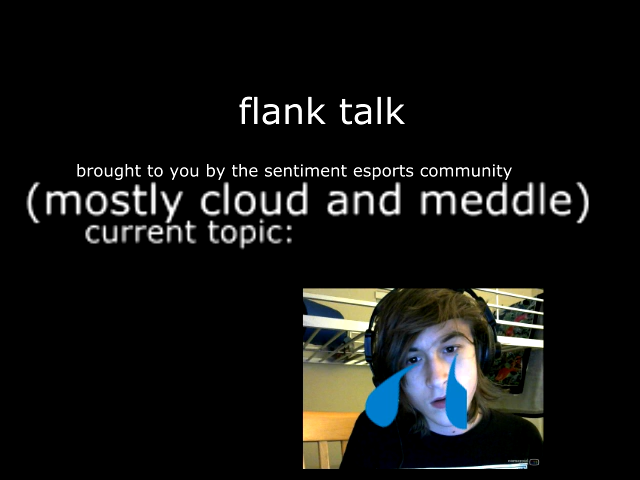 flank talk
brought to you by the sentiment esports community
(mostly cloud and meddle)
current topic: